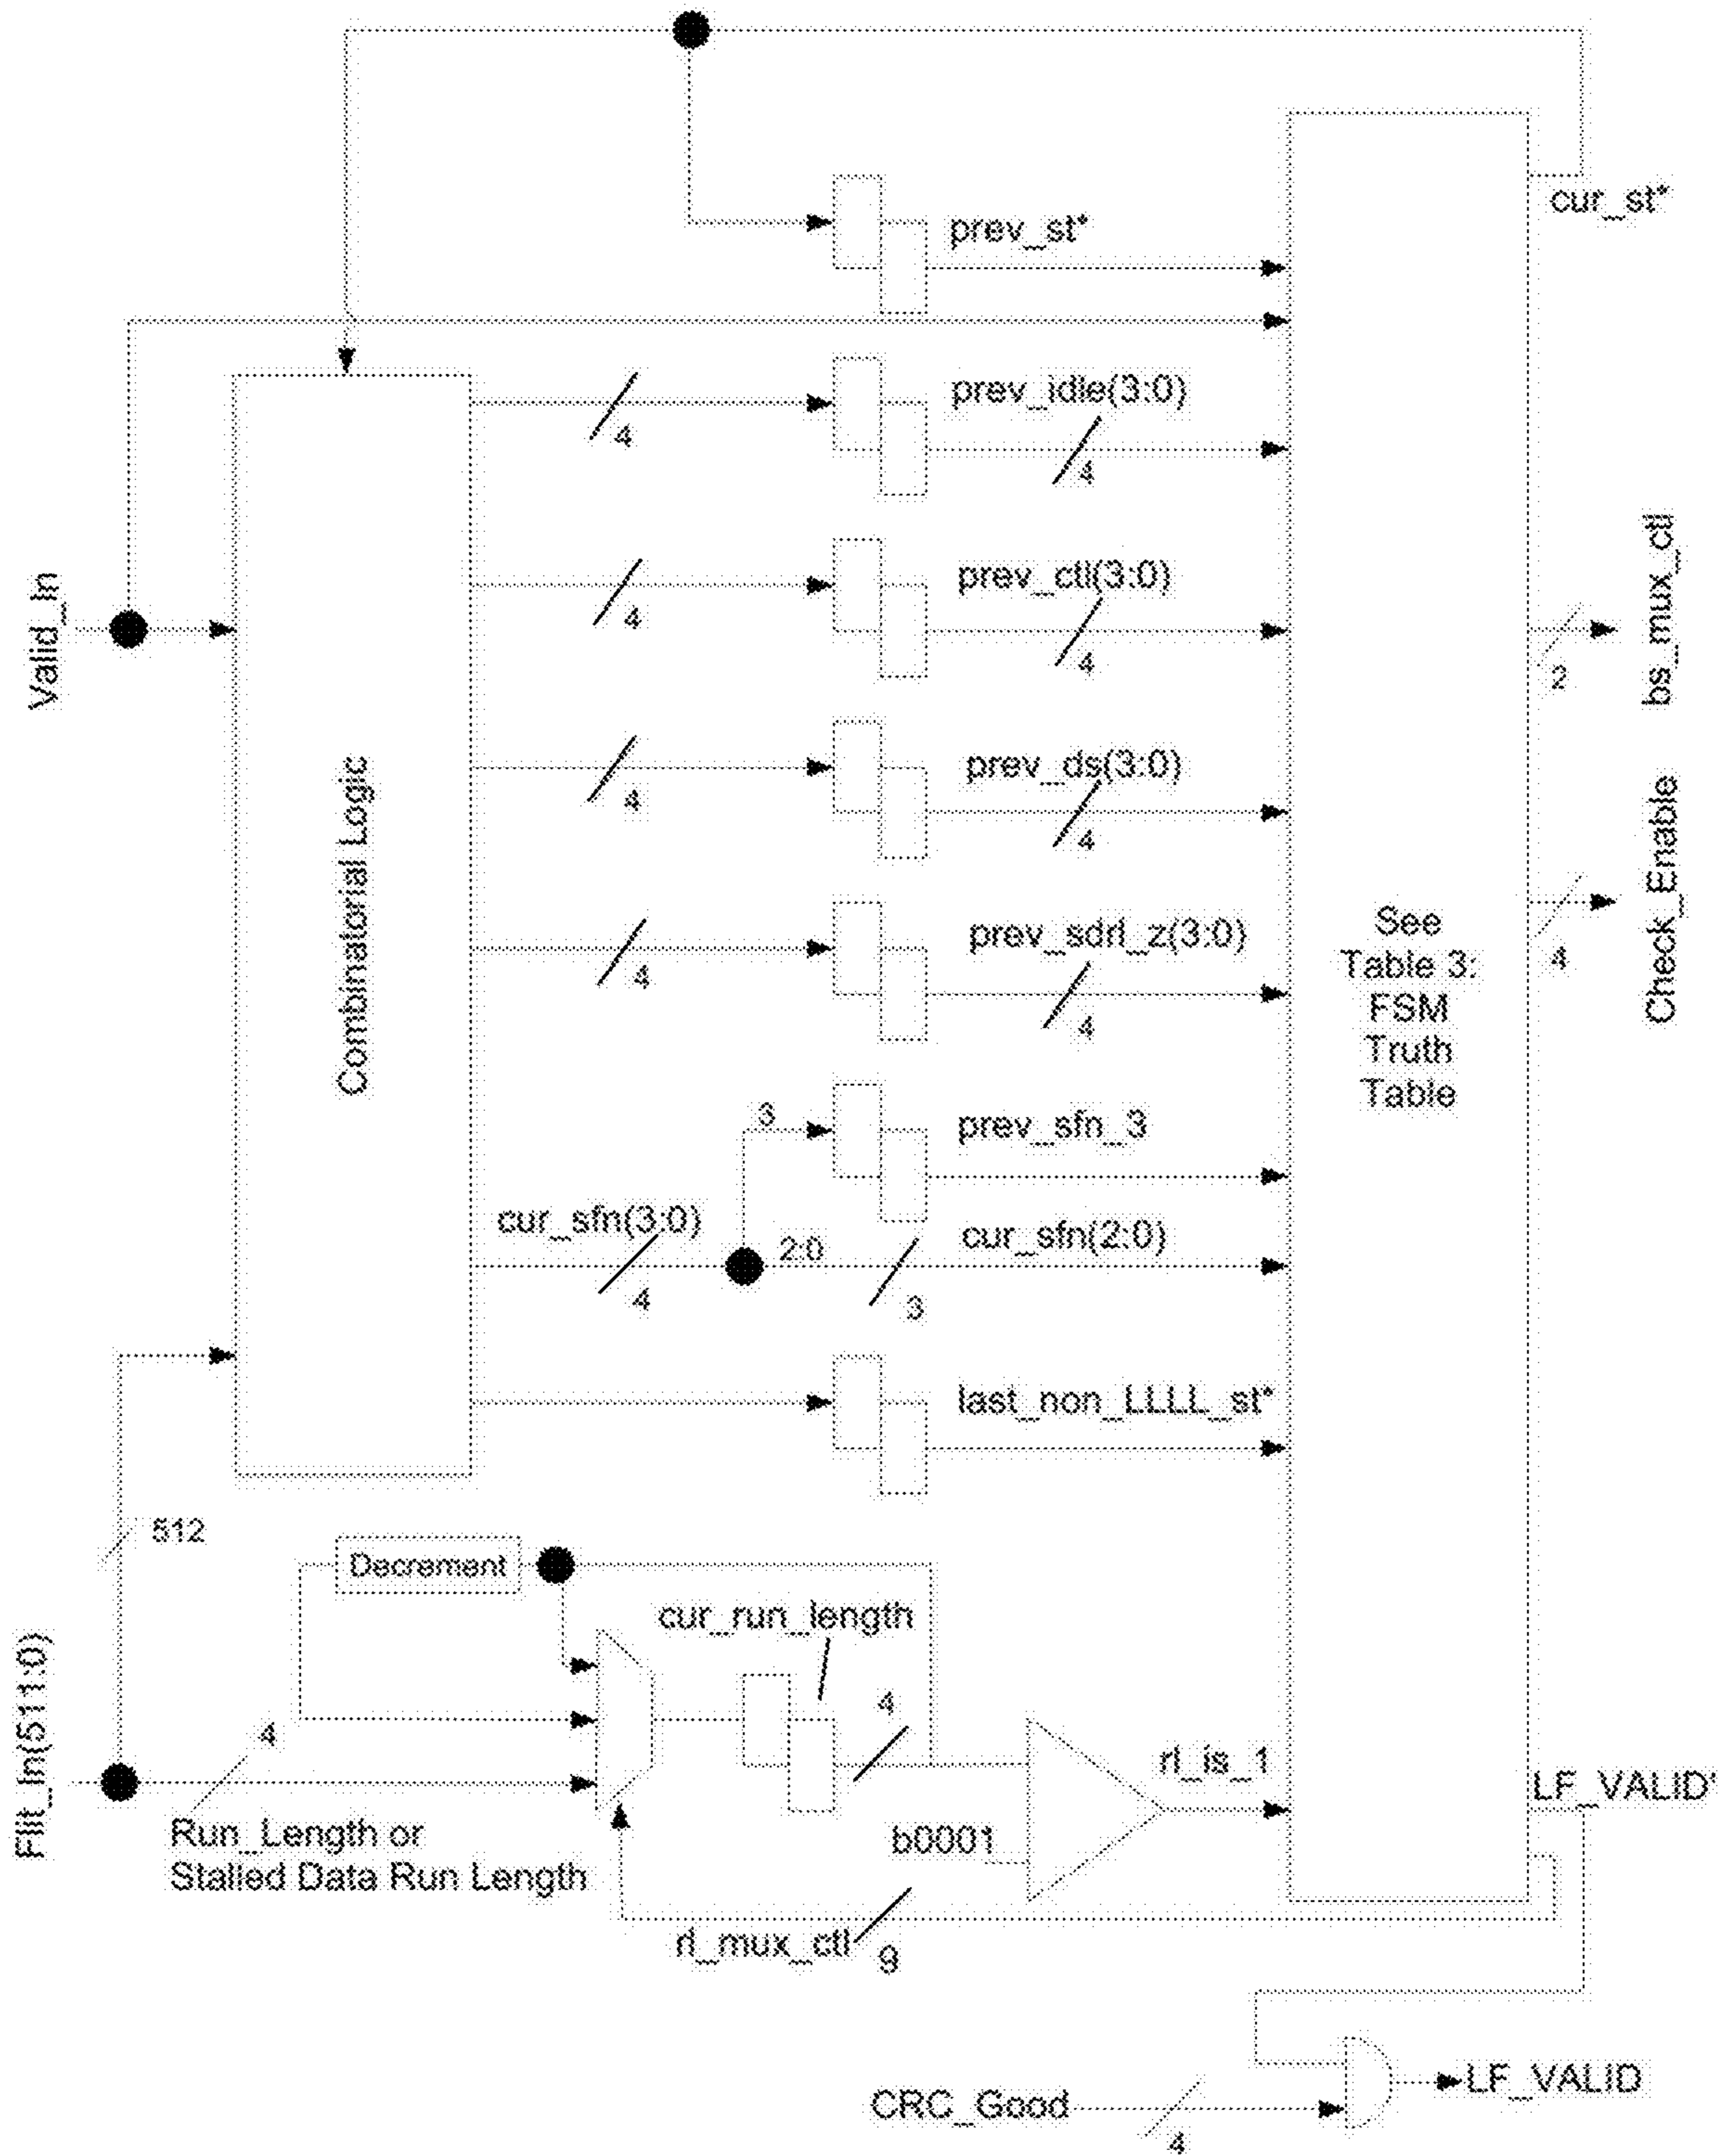 cur_st*
prev_st*
prev_idle(3:0)
4
4
prev_ctl(3:0)
4
4
Valid_In
bs_mux_ctl
2
Combinatorial Logic
prev_ds(3:0)
4
4
Check_Enable
4
prev_sdrl_z(3:0)
4
4
See
Table 3:
FSM
Truth
Table
3
prev_sfn_3
cur_sfn(3:0)
4
2:0
cur_sfn(2:0)
3
last_non_LLLL_st*
512
Decrement
cur_run_length
4
Flit_In(511:0)
4
Run_Length or
Stalled Data Run Length
rl_is_1
b0001
LF_VALID'
rl_mux_ctl
9
CRC_Good
4
LF_VALID